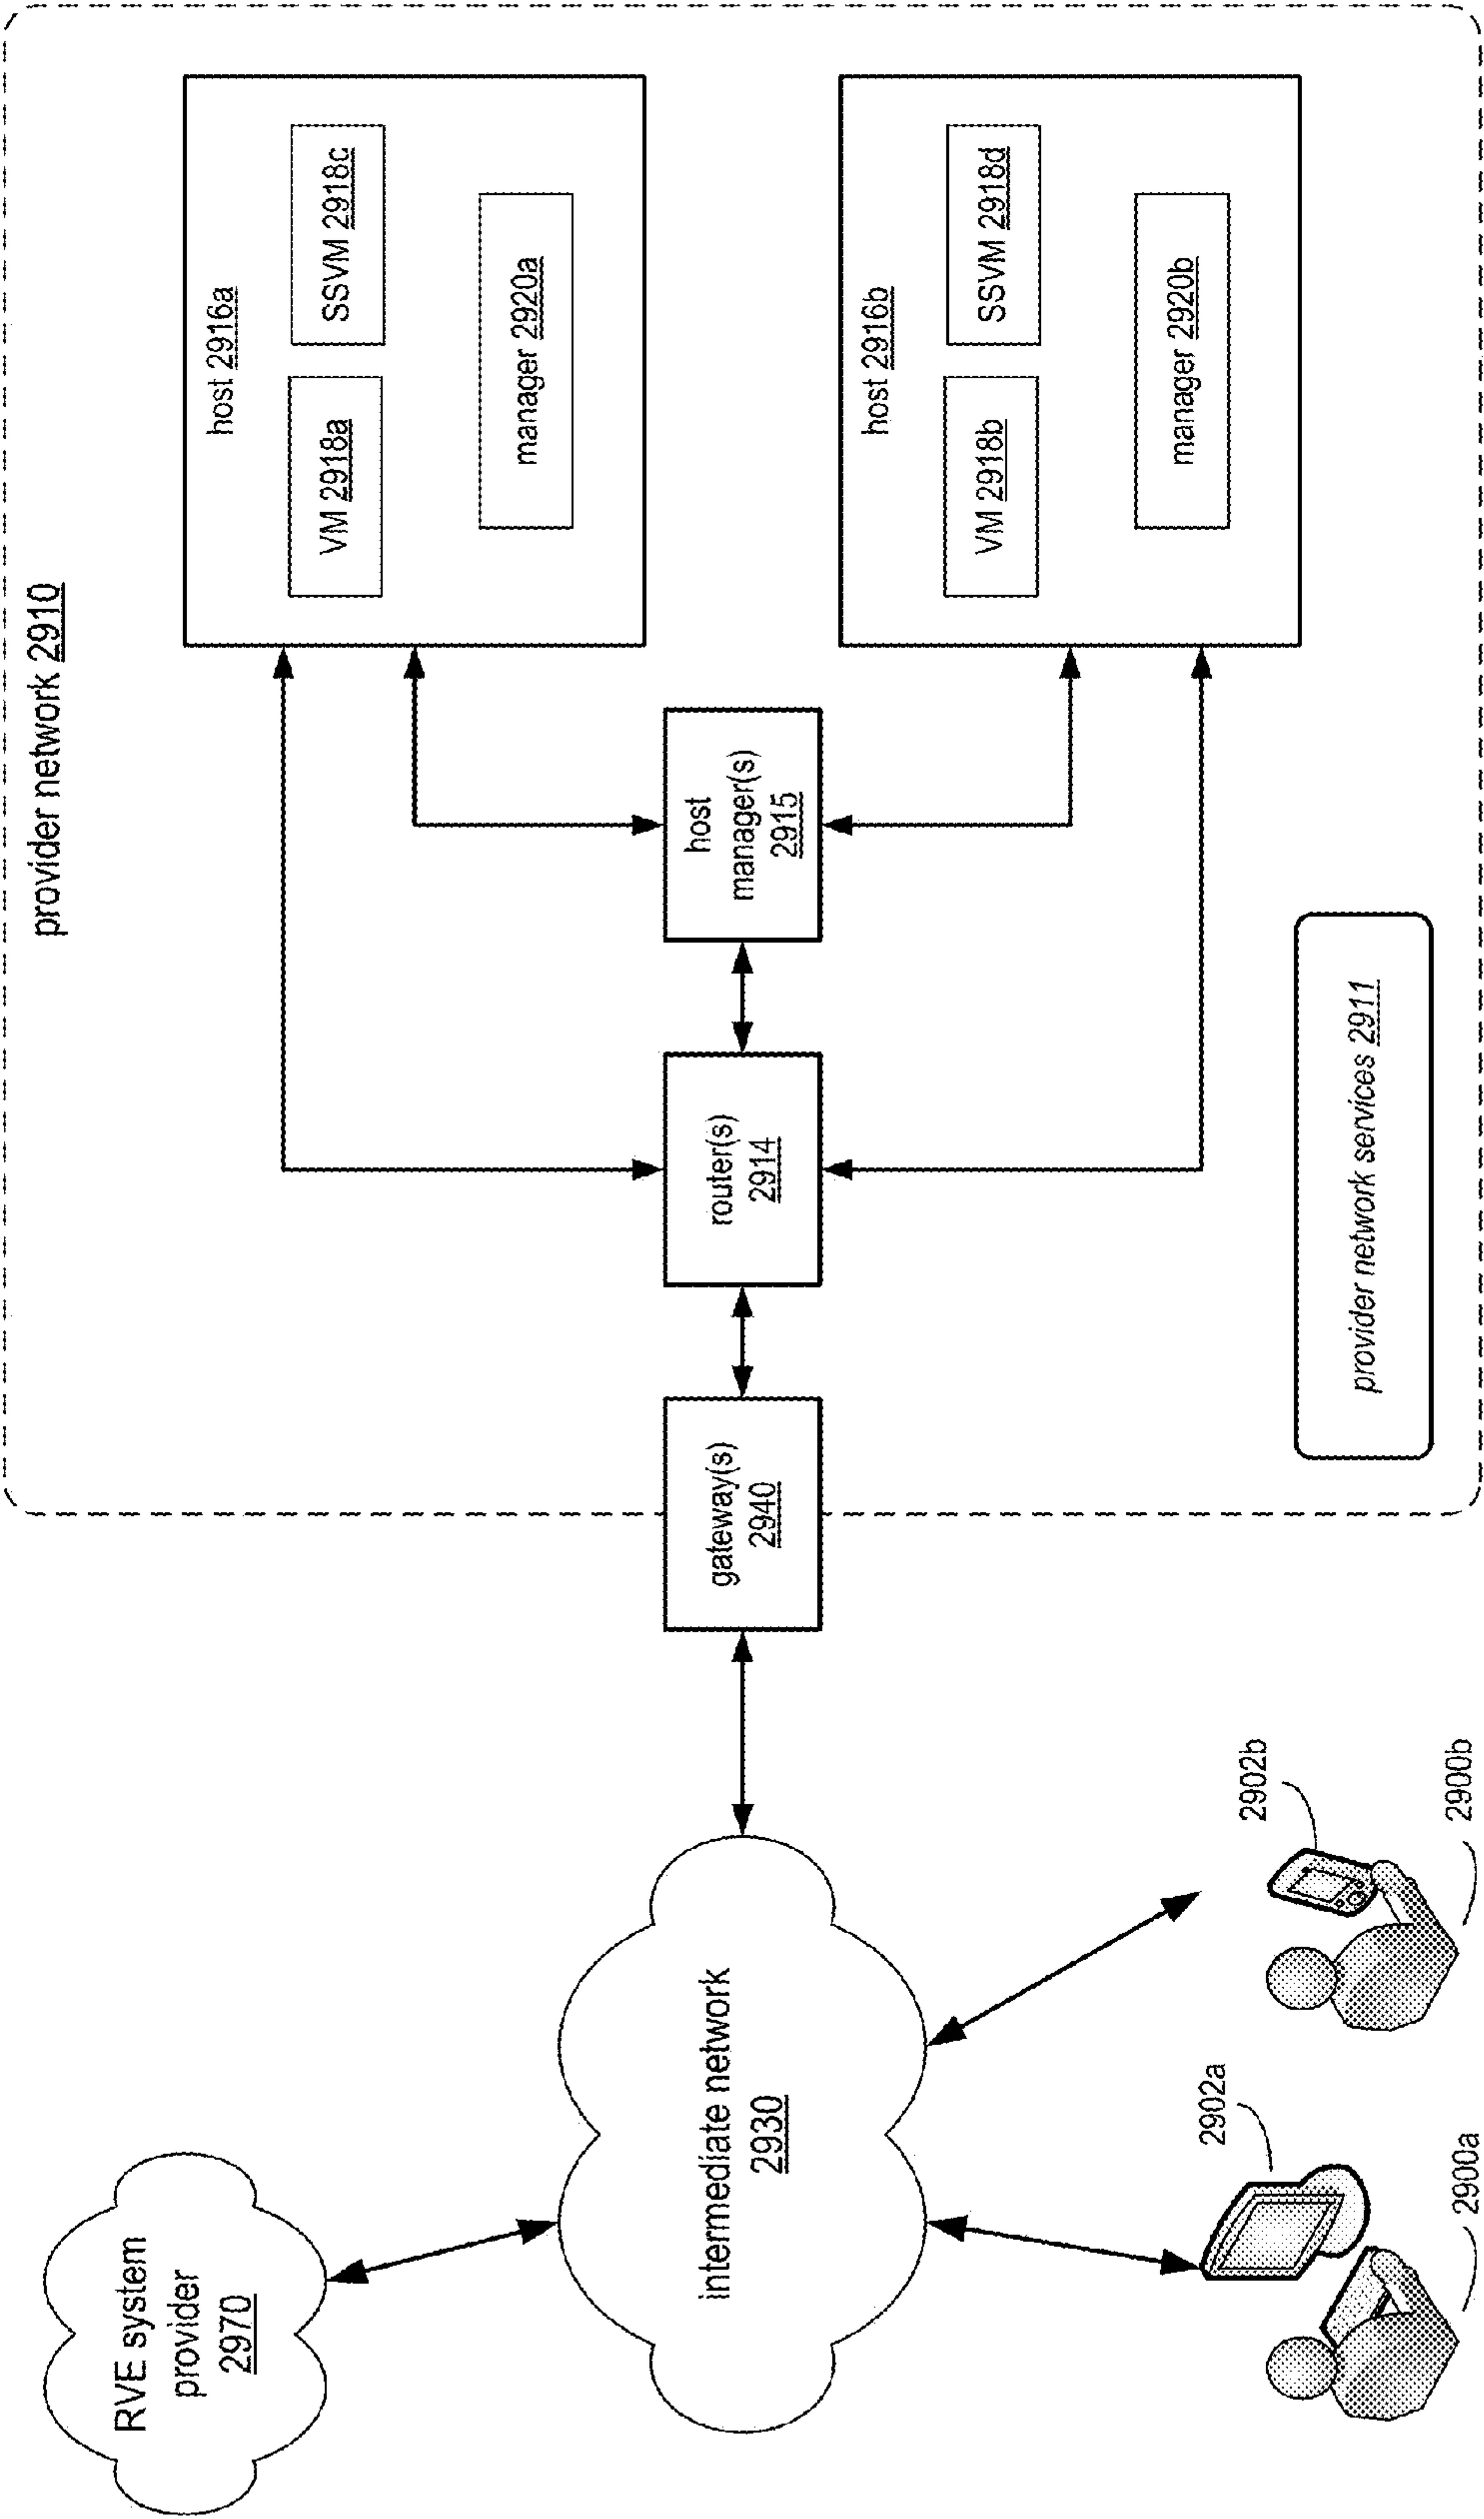 provider network 2910
host 2916a
VM 2918a
SSVM 2918c
manager 2920a
host
manager(s)
2915
router(s)
2914
gateway(s)
2940
host 2916b
VM 2918b
SSVM 2918d
manager 2920b
provider network services 2911
RVE system
provider
2970
intermediate network
2930
2902a
2902b
2900a
2900b